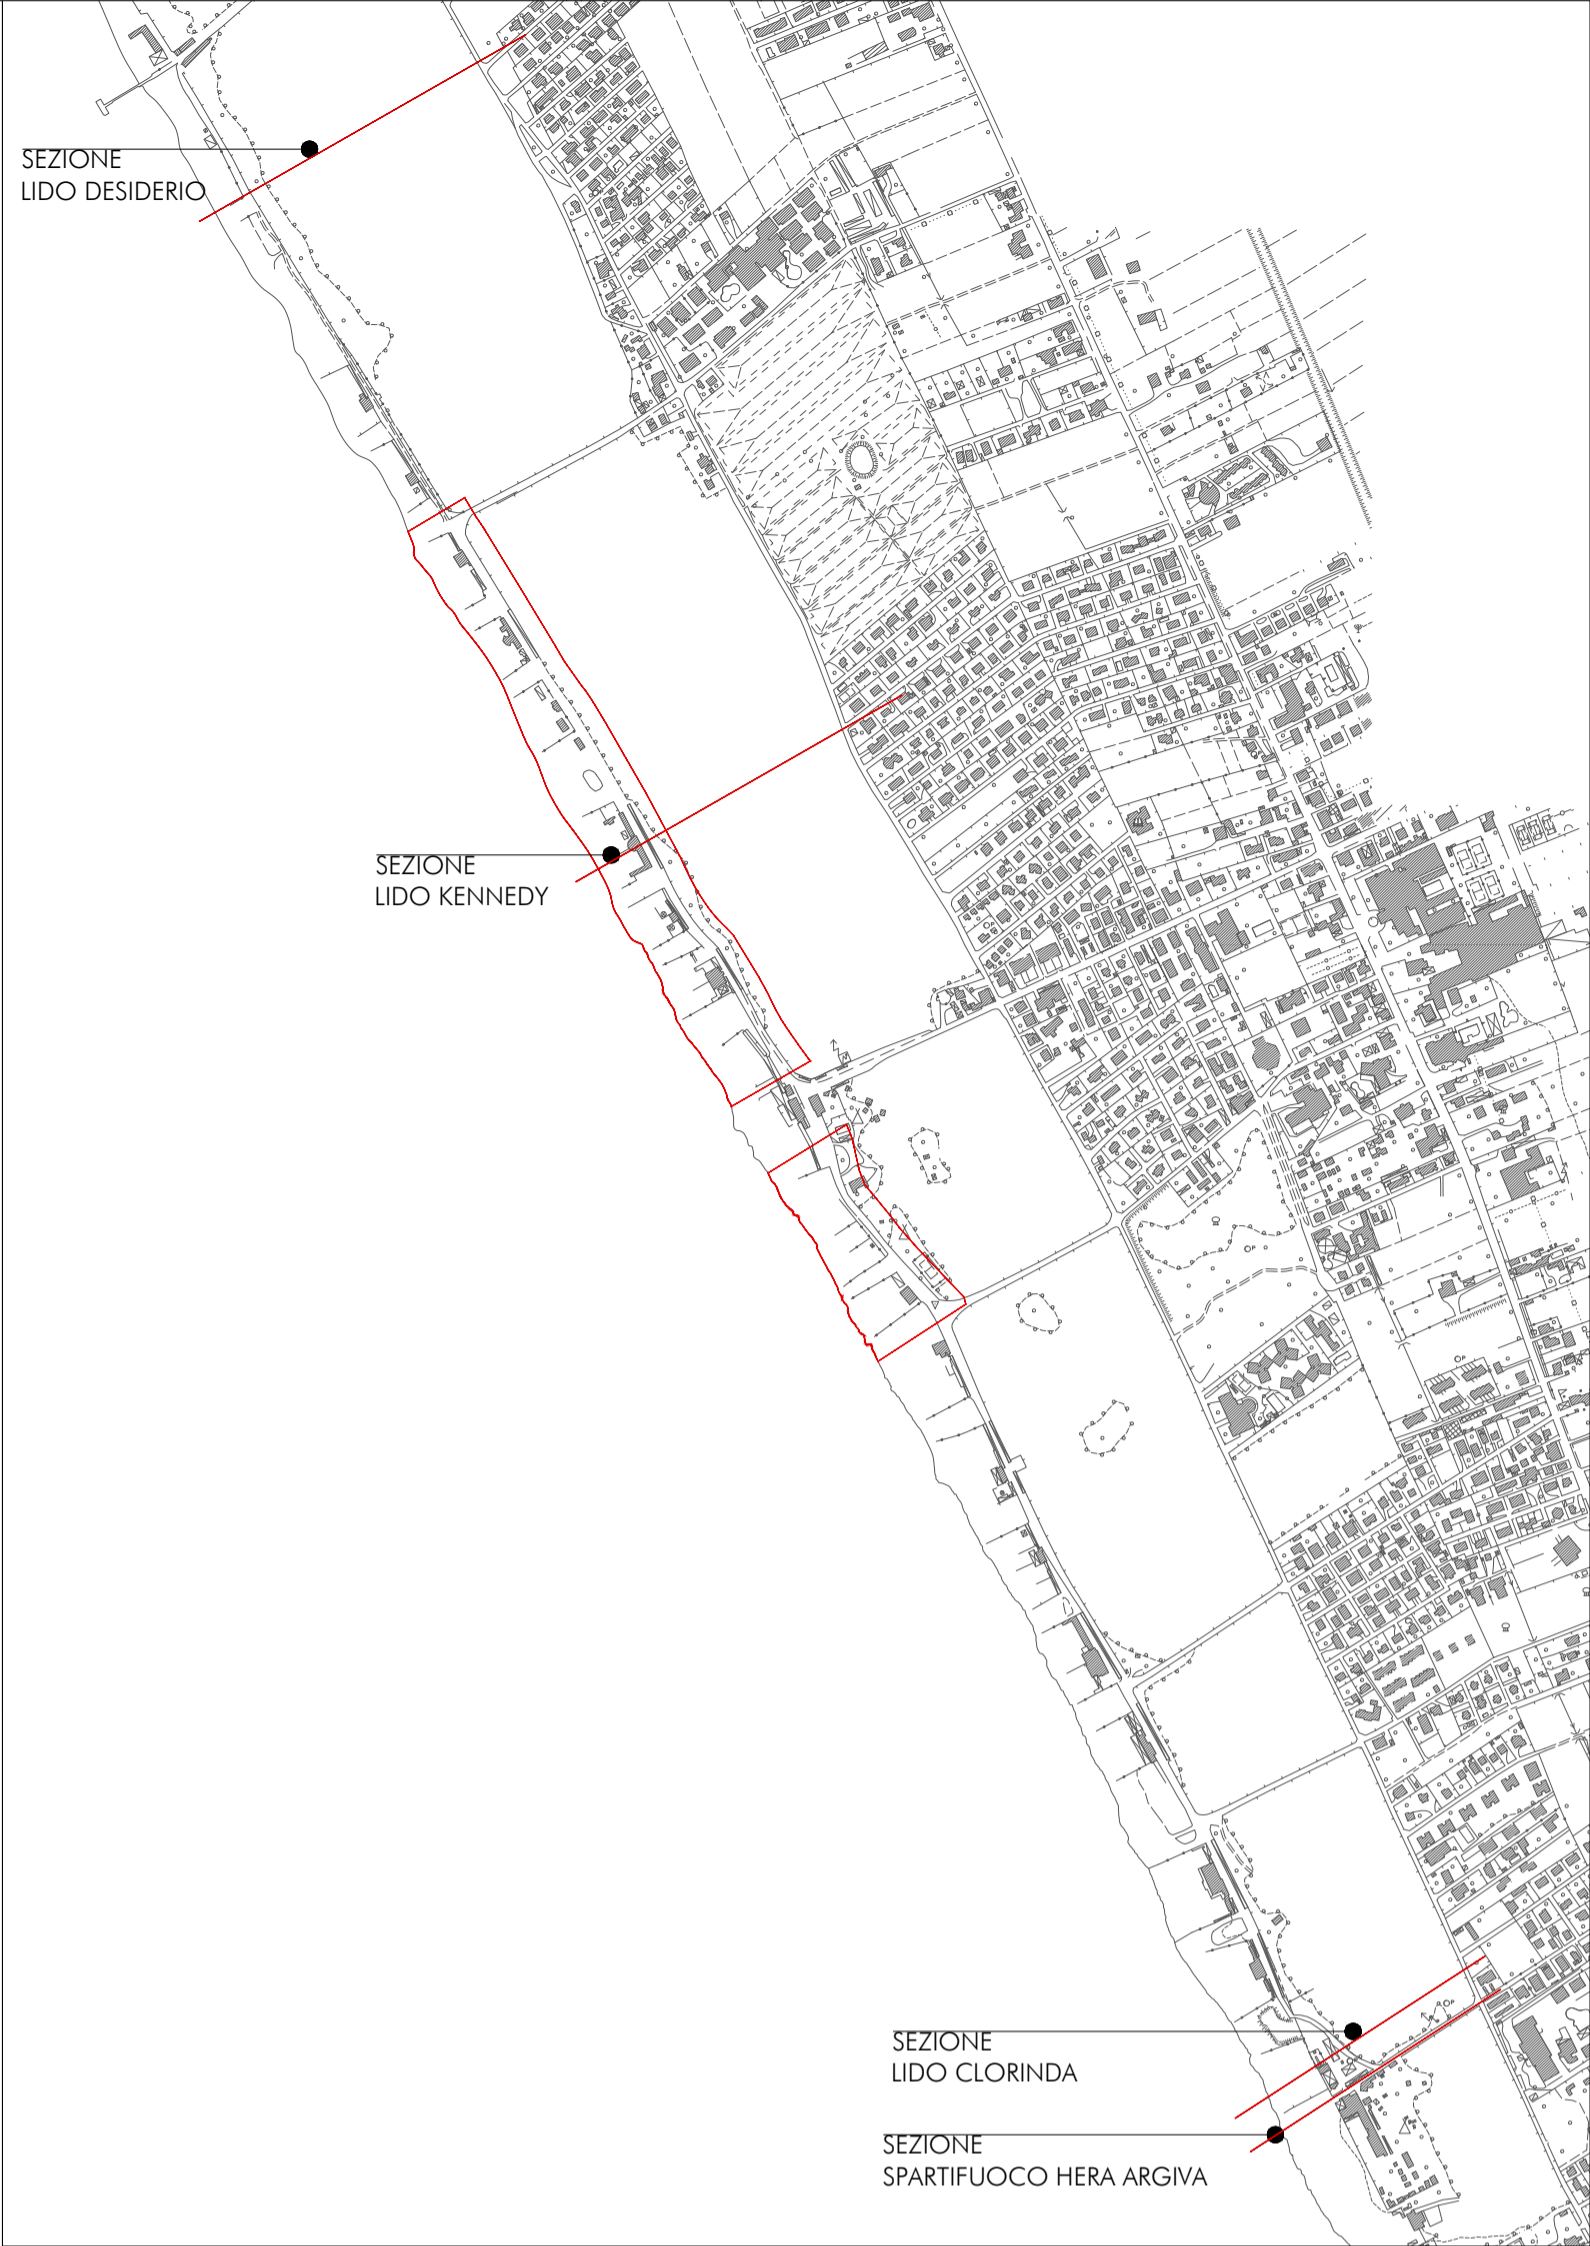 SEZIONE
LIDO DESIDERIO
SEZIONE
LIDO KENNEDY
SEZIONE
LIDO CLORINDA
SEZIONE
SPARTIFUOCO HERA ARGIVA